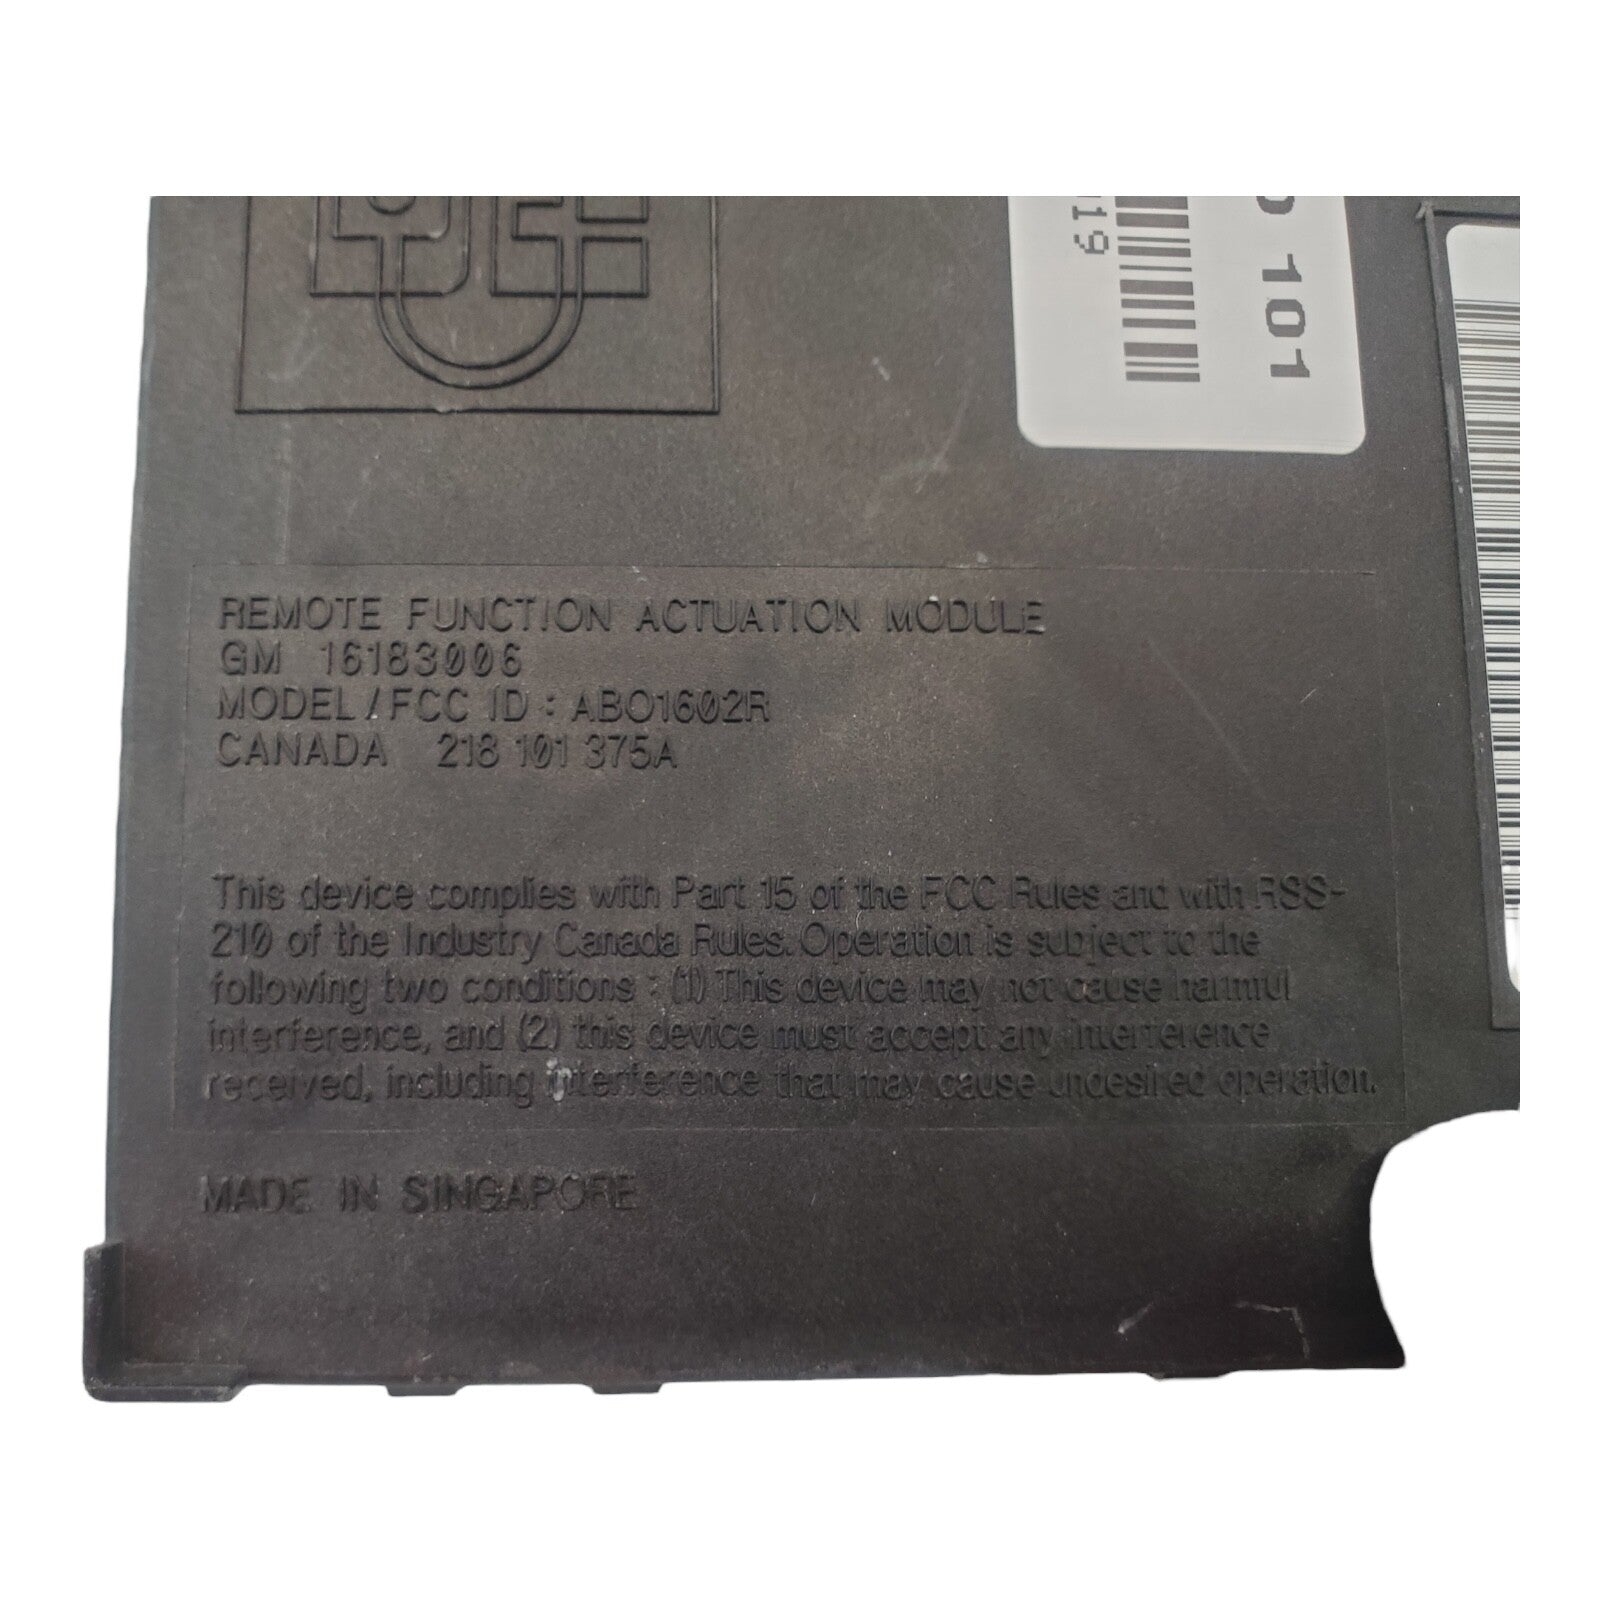 REMOTE FUNCTION ACTUATION MODULE
GM 16183006
MODEL/FCC ID : ABO1602R
CANADA 218 101 375A
This device complies with Part 15 of the FCC Rules and with RSS-
210 of the Industry Canada Rules. Operation is subject to the
following two conditions : (1) This device may not cause harmful
interference, and (2) this device must accept any interference
received, including interference that may cause undesired operation.
MADE IN SINGAPORE
101